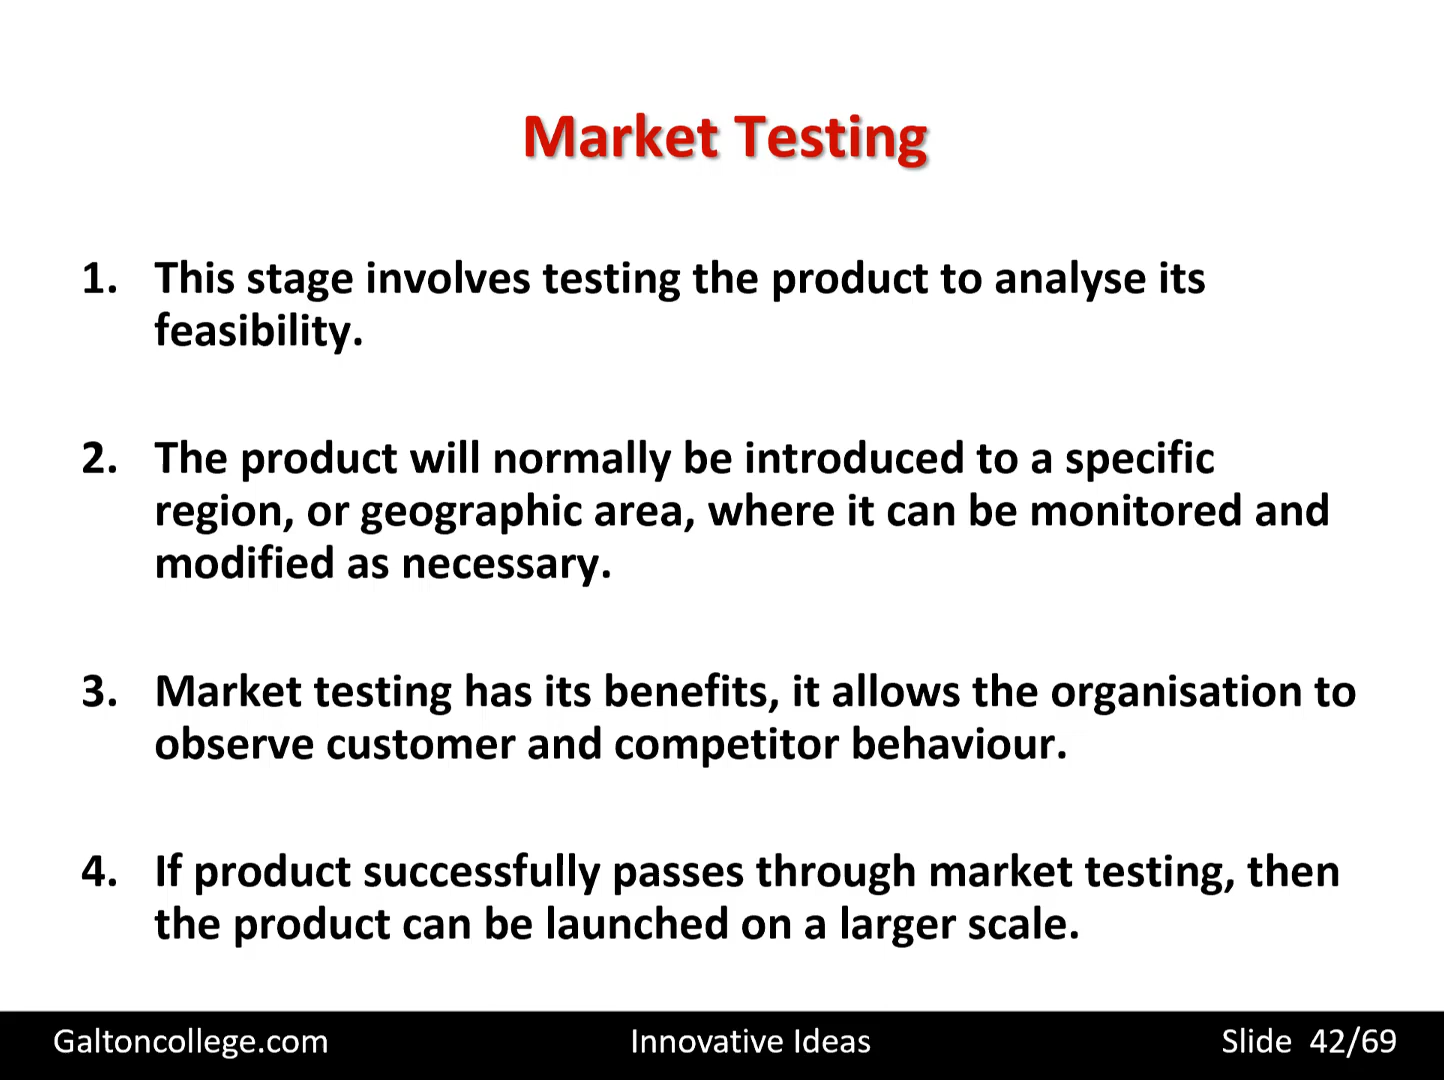 Market Testing
1. This stage involves testing the product to analyse its
feasibility.
2. The product will normally be introduced to a specific
region, or geographic area, where it can be monitored and
modified as necessary.
3. Market testing has its benefits, it allows the organisation to
observe customer and competitor behaviour.
4. If product successfully passes through market testing, then
the product can be launched on a larger scale.
Galtoncollege.com Innovative Ideas Slide 42/69